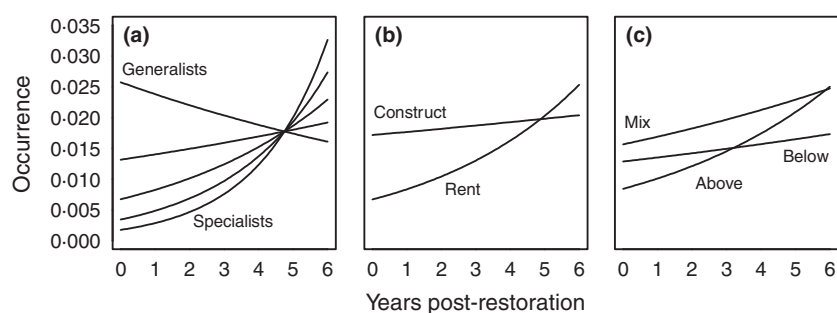 Occurrence
0·035
0·030
0·025
0·020
0·015
0·010
0·005
0·000
(a)
Generalists
Specialists
0 1 2 3 4 5 6
(b)
Construct
Rent
0 1 2 3 4 5 6
(c)
Mix
Below
Above
0 1 2 3 4 5 6
Years post-restoration